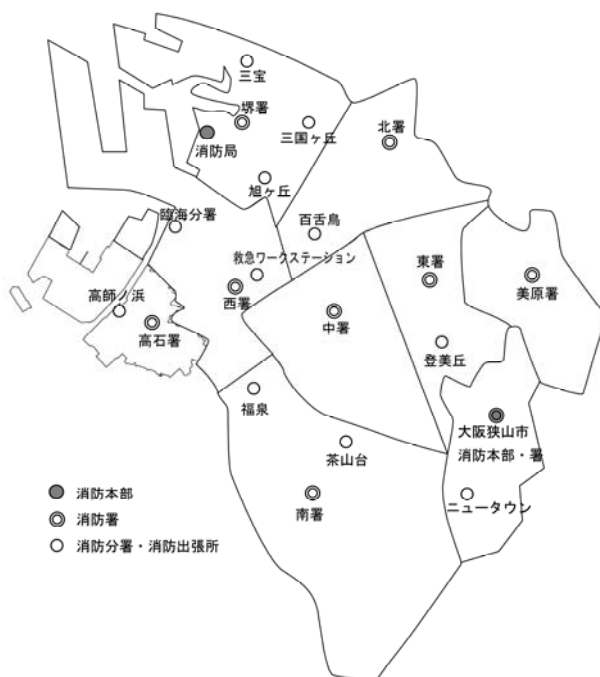 三宝
堺署
三国ヶ丘
北署
消防局
旭ヶ丘
百舌鳥
臨海分署
救急ワークステーション
東署
美原署
高師ノ浜
西署
中署
高石署
登美丘
福泉
大阪狭山市
消防本部・署
茶山台
ニュータウン
南署
消防本部
消防署
消防分署・消防出張所